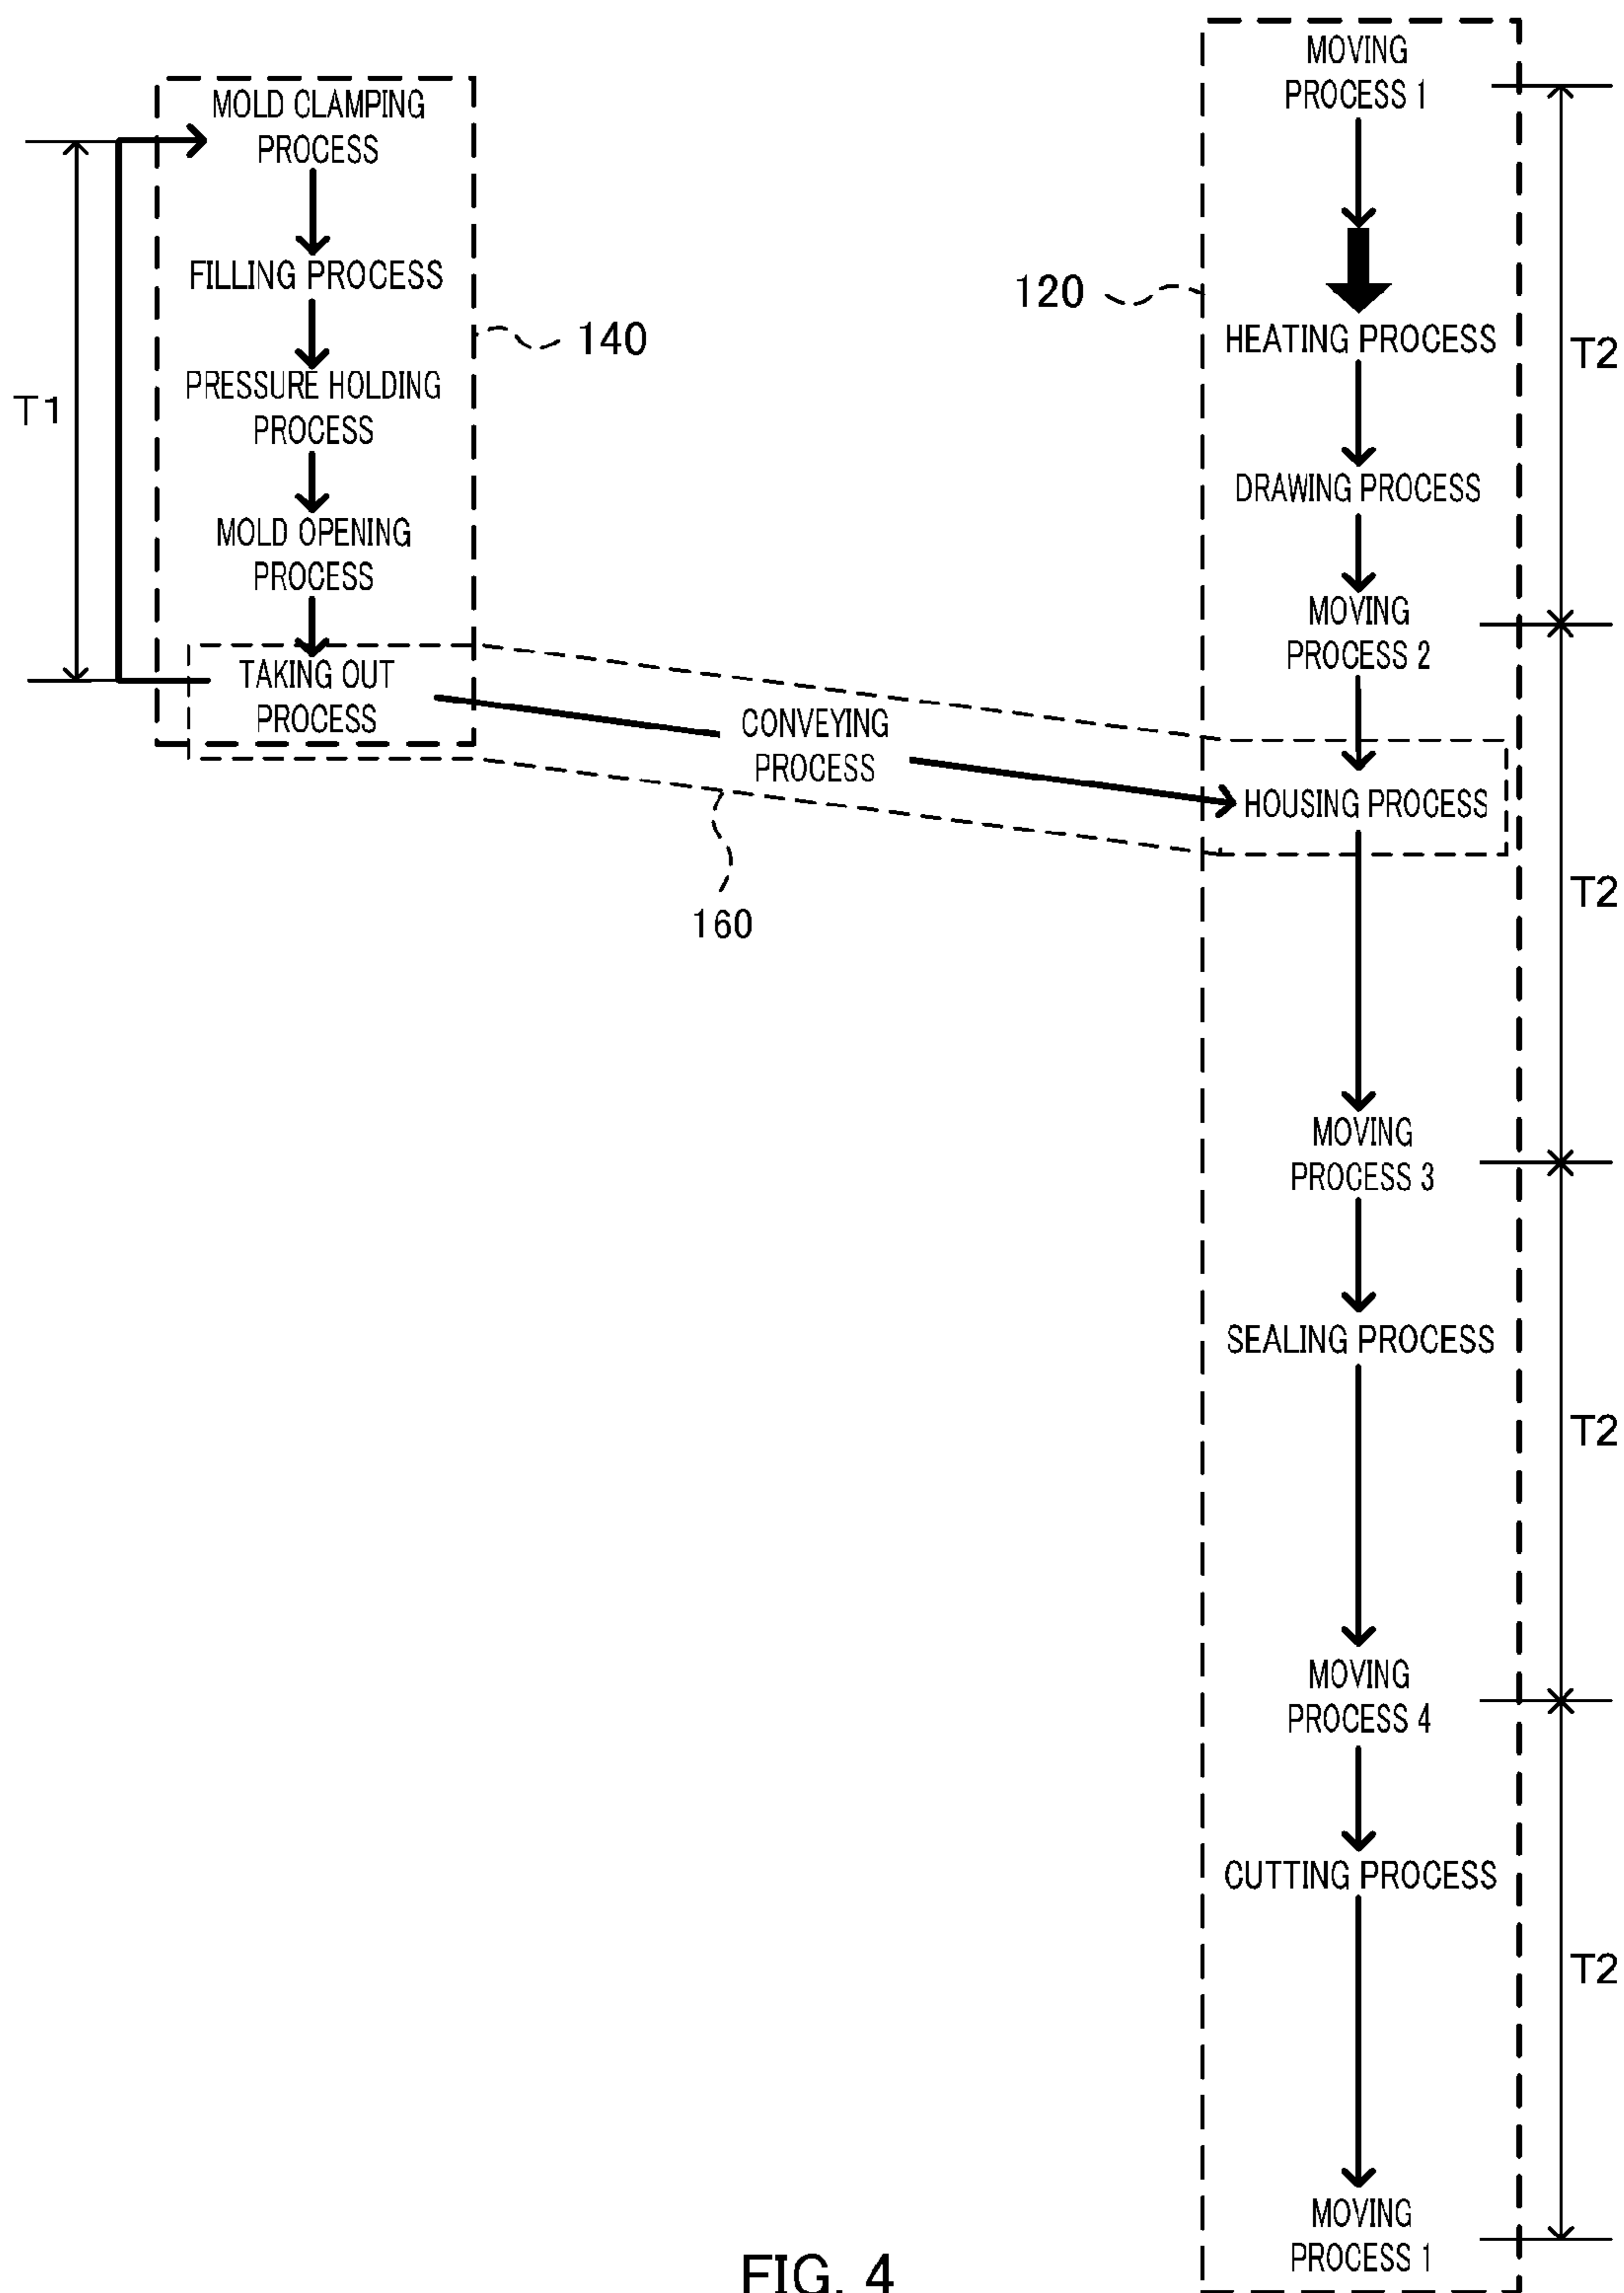 MOLD CLAMPING
PROCESS
FILLING PROCESS
140
PRESSURE HOLDING
PROCESS
T1
MOLD OPENING
PROCESS
TAKING OUT
PROCESS
CONVEYING
PROCESS
160
MOVING
PROCESS 1
120
HEATING PROCESS
T2
DRAWING PROCESS
MOVING
PROCESS 2
HOUSING PROCESS
T2
MOVING
PROCESS 3
SEALING PROCESS
T2
MOVING
PROCESS 4
CUTTING PROCESS
T2
MOVING
PROCESS 1
FIG. 4